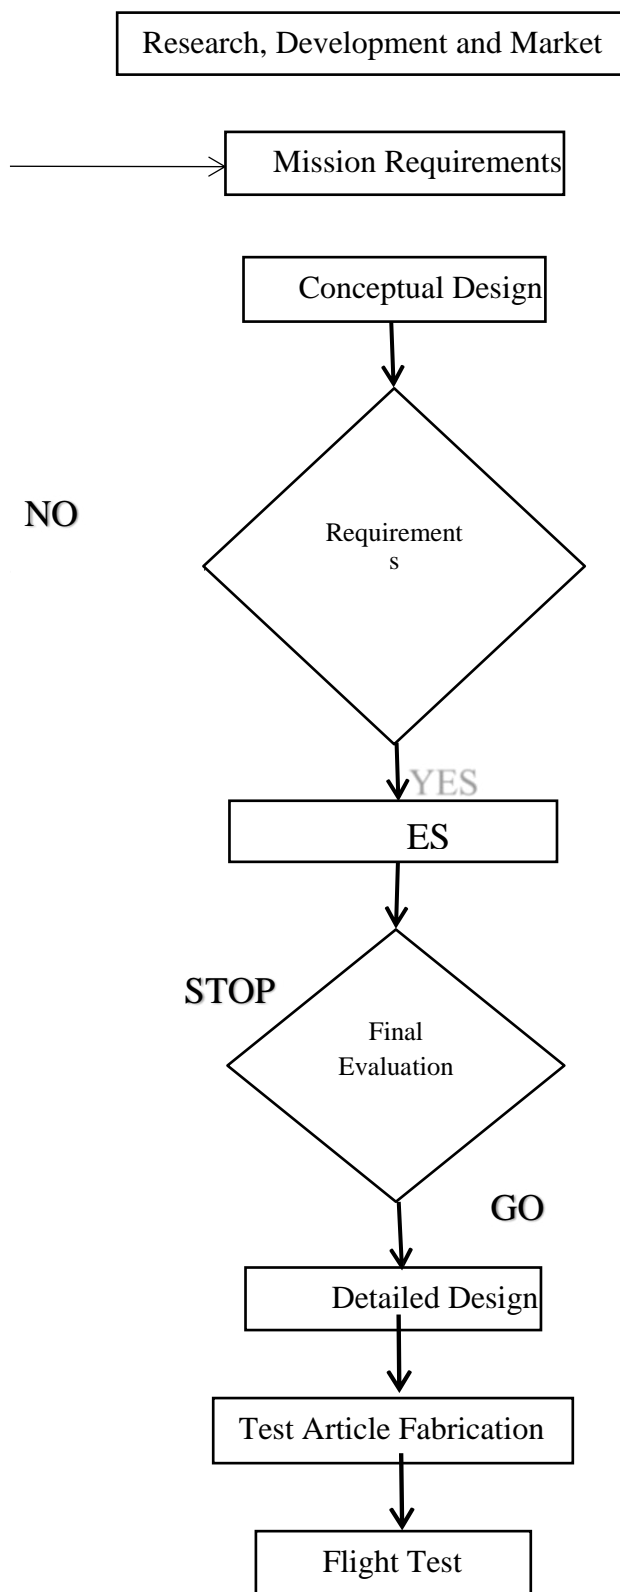 Research, Development and Market
Mission Requirements
Conceptual Design
NO
Requirement
s
YES
ES
STOP
Final
Evaluation
GO
Detailed Design
Test Article Fabrication
Flight Test